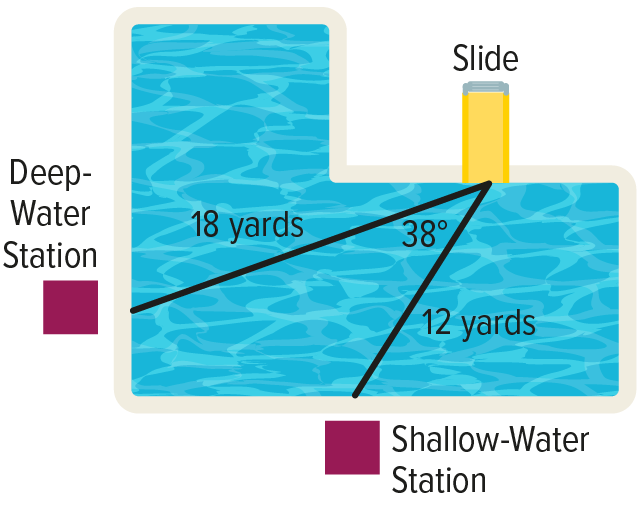 Slide
Deep-
Water
Station
18 yards
38°
12 yards
Shallow-Water
Station